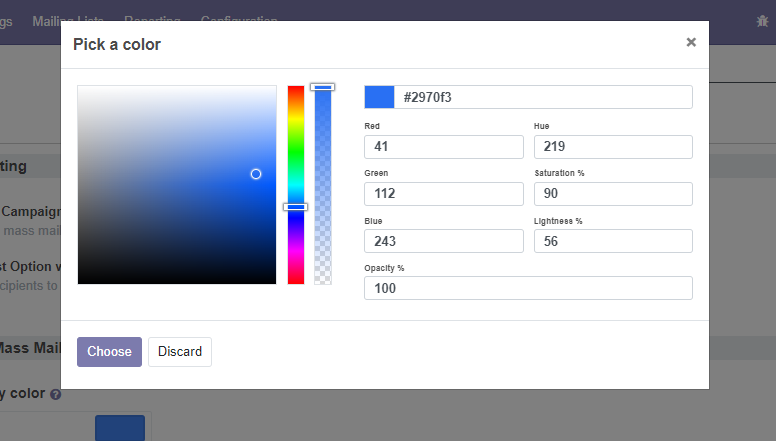 gs Mailing Lists Reporting Configuration
Pick a color ×
#2970f3
Red Hue
41 219
Green Saturation %
112 90
Blue Lightness %
243 56
Opacity %
100
Choose Discard
ting
Campaign
mass mail
st Option w
cipients to
Mass Mail
y color ?